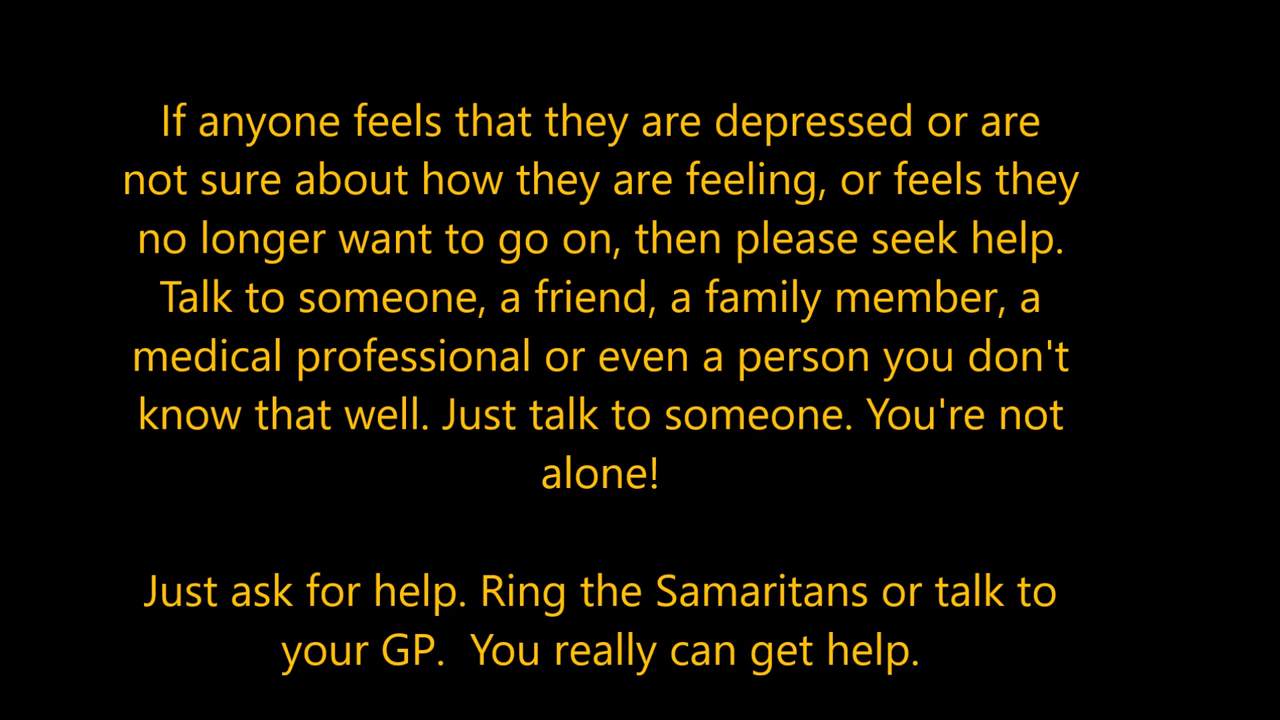 If anyone feels that they are depressed or are
not sure about how they are feeling, or feels they
no longer want to go on, then please seek help.
Talk to someone, a friend, a family member, a
medical professional or even a person you don't
know that well. Just talk to someone. You're not
alone!
Just ask for help. Ring the Samaritans or talk to
your GP.  You really can get help.